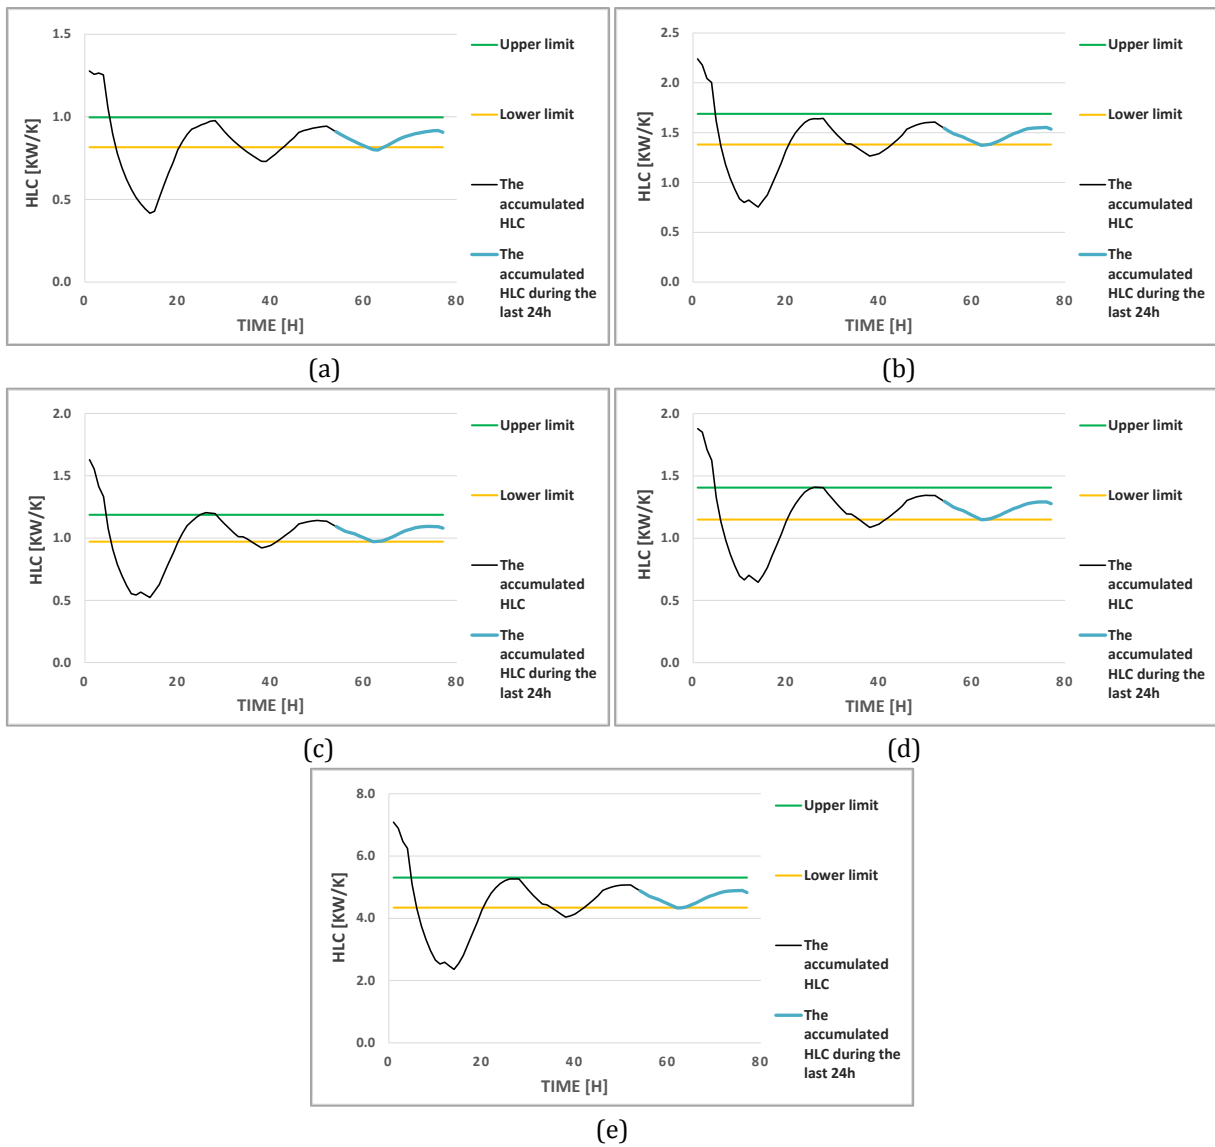 1.5
1.0
0.5
0.0
HLC [KW/K]
0 20 40 60 80
TIME [H]
Upper limit
Lower limit
The
accumulated
HLC
The
accumulated
HLC during the
last 24h
(a)
2.5
2.0
1.5
1.0
0.5
0.0
HLC [KW/K]
0 20 40 60 80
TIME [H]
Upper limit
Lower limit
The
accumulated
HLC
The
accumulated
HLC during the
last 24h
(b)
2.0
1.5
1.0
0.5
0.0
HLC [KW/K]
0 20 40 60 80
TIME [H]
Upper limit
Lower limit
The
accumulated
HLC
The
accumulated
HLC during the
last 24h
(c)
2.0
1.5
1.0
0.5
0.0
HLC [KW/K]
0 20 40 60 80
TIME [H]
Upper limit
Lower limit
The
accumulated
HLC
The
accumulated
HLC during the
last 24h
(d)
8.0
6.0
4.0
2.0
0.0
HLC [KW/K]
0 20 40 60 80
TIME [H]
Upper limit
Lower limit
The
accumulated
HLC
The
accumulated
HLC during the
last 24h
(e)